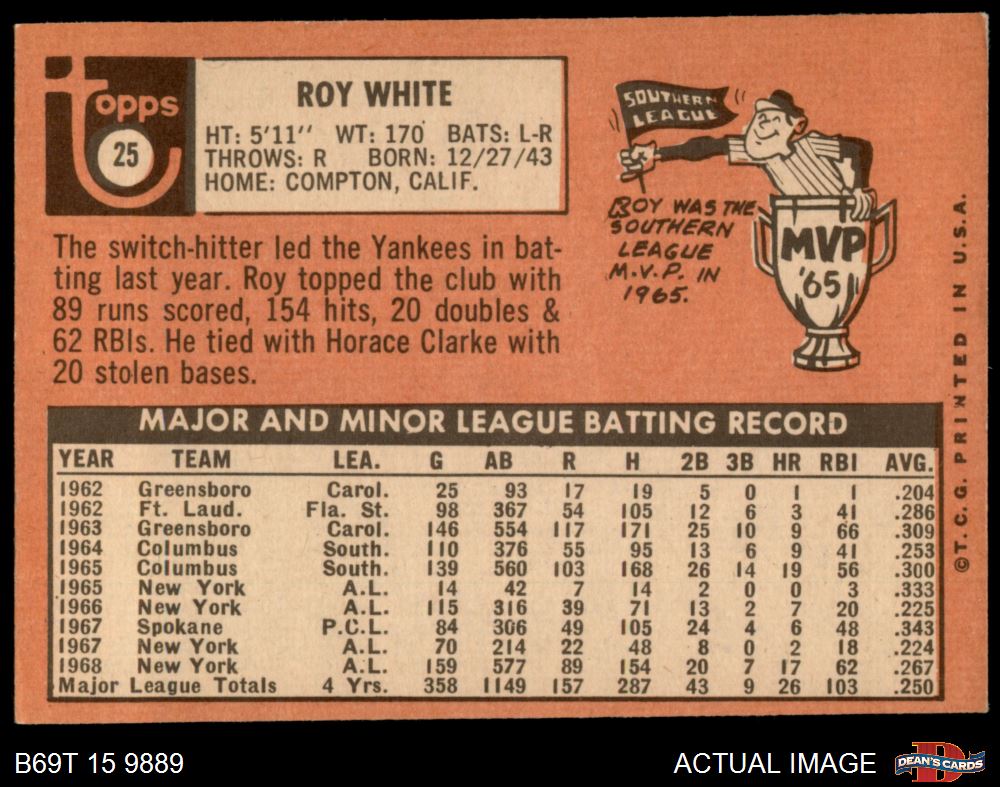 topps
25
ROY WHITE
HT: 5'11" WT: 170 BATS: L-R
THROWS: R BORN: 12/27/43
HOME: COMPTON, CALIF.
The switch-hitter led the Yankees in bat-
ting last year. Roy topped the club with
89 runs scored, 154 hits, 20 doubles &
62 RBIs. He tied with Horace Clarke with
20 stolen bases.
SOUTHERN
LEAGUE
ROY WAS THE
SOUTHERN
LEAGUE
M.V.P. IN
1965.
MVP
'65
MAJOR AND MINOR LEAGUE BATTING RECORD
YEAR TEAM LEA. G AB R H 2B 3B HR RBI AVG.
1962 Greensboro Carol. 25 93 17 19 5 0 1 1 .204
1962 Ft. Laud. Fla. St. 98 367 54 105 12 6 3 41 .286
1963 Greensboro Carol. 146 554 117 171 25 10 9 66 .309
1964 Columbus South. 110 376 55 95 13 6 9 41 .253
1965 Columbus South. 139 560 103 168 26 14 19 56 .300
1965 New York A.L. 14 42 7 14 2 0 0 3 .333
1966 New York A.L. 115 316 39 71 13 2 7 20 .225
1967 Spokane P.C.L. 84 306 49 105 24 4 6 48 .343
1967 New York A.L. 70 214 22 48 8 0 2 18 .224
1968 New York A.L. 159 577 89 154 20 7 17 62 .267
Major League Totals 4 Yrs. 358 1149 157 287 43 9 26 103 .250
©T.C.G. PRINTED IN U.S.A.
B69T 15 9889
ACTUAL IMAGE
DEAN'S CARDS